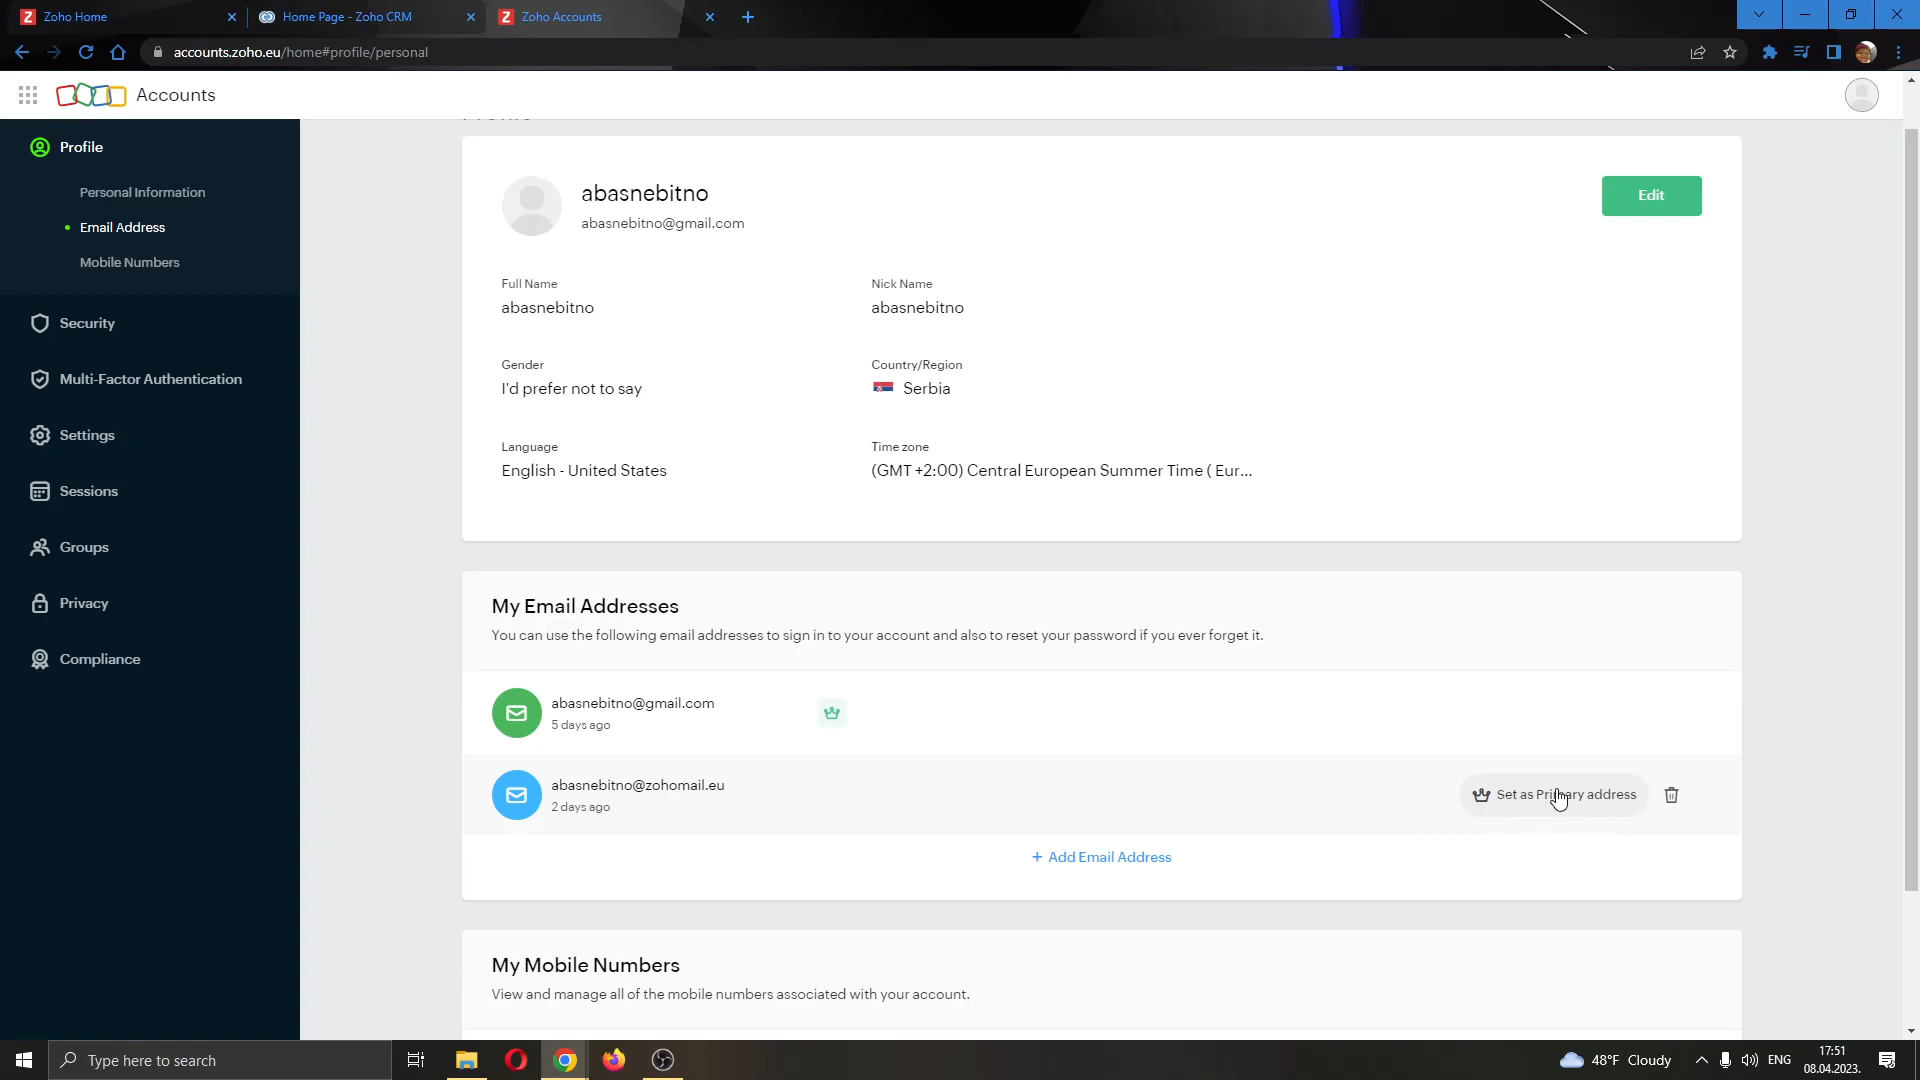 Zoho Home
Home Page - Zoho CRM
Zoho Accounts
accounts.zoho.eu/home#profile/personal
Accounts
Profile
Personal Information
Email Address
Mobile Numbers
Security
Multi-Factor Authentication
Settings
Sessions
Groups
Privacy
Compliance
abasnebitno
abasnebitno@gmail.com
Edit
Full Name
abasnebitno
Nick Name
abasnebitno
Gender
I'd prefer not to say
Country/Region
Serbia
Language
English - United States
Time zone
(GMT +2:00) Central European Summer Time ( Eur...
My Email Addresses
You can use the following email addresses to sign in to your account and also to reset your password if you ever forget it.
abasnebitno@gmail.com
5 days ago
abasnebitno@zohomail.eu
2 days ago
Set as Primary address
+ Add Email Address
My Mobile Numbers
View and manage all of the mobile numbers associated with your account.
Type here to search
48°F Cloudy
ENG
17:51
08.04.2023.